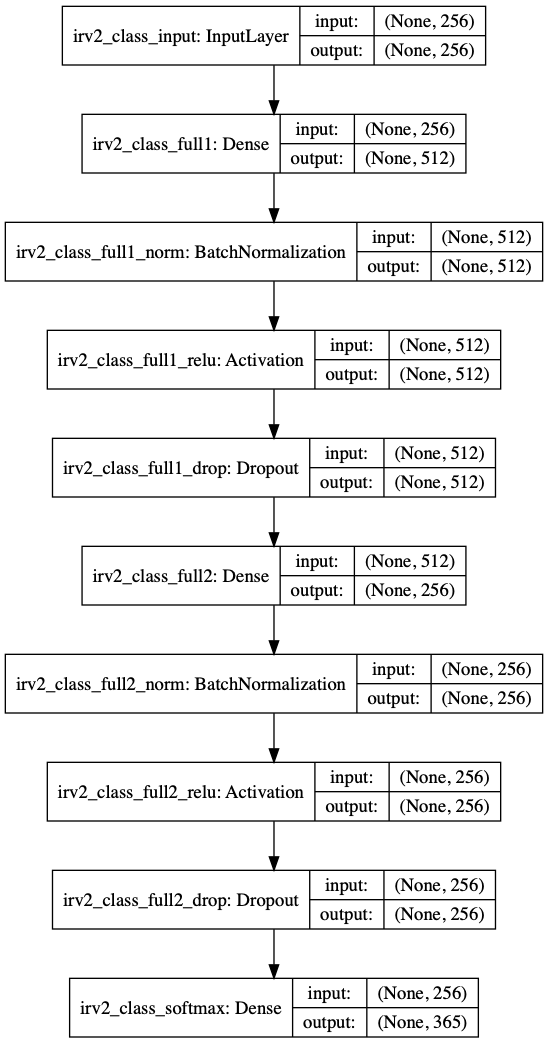 irv2_class_input: InputLayer
input: (None, 256)
output: (None, 256)
irv2_class_full1: Dense
input: (None, 256)
output: (None, 512)
irv2_class_full1_norm: BatchNormalization
input: (None, 512)
output: (None, 512)
irv2_class_full1_relu: Activation
input: (None, 512)
output: (None, 512)
irv2_class_full1_drop: Dropout
input: (None, 512)
output: (None, 512)
irv2_class_full2: Dense
input: (None, 512)
output: (None, 256)
irv2_class_full2_norm: BatchNormalization
input: (None, 256)
output: (None, 256)
irv2_class_full2_relu: Activation
input: (None, 256)
output: (None, 256)
irv2_class_full2_drop: Dropout
input: (None, 256)
output: (None, 256)
irv2_class_softmax: Dense
input: (None, 256)
output: (None, 365)